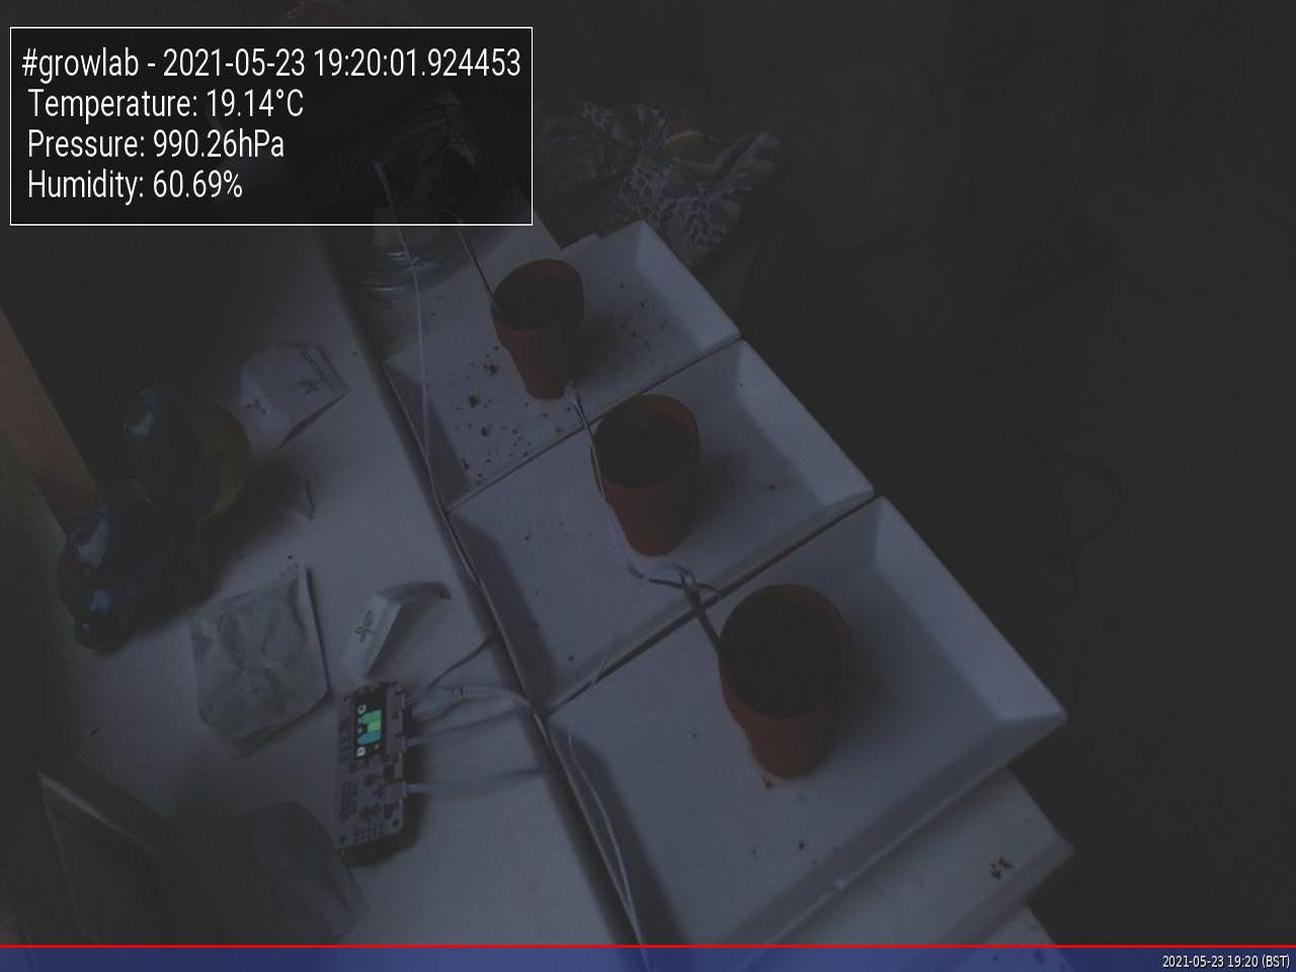 #growlab - 2021-05-23 19:20:01.924453
Temperature: 19.14°C
Pressure: 990.26hPa
Humidity: 60.69%
2021-05-23 19:20 (BST)